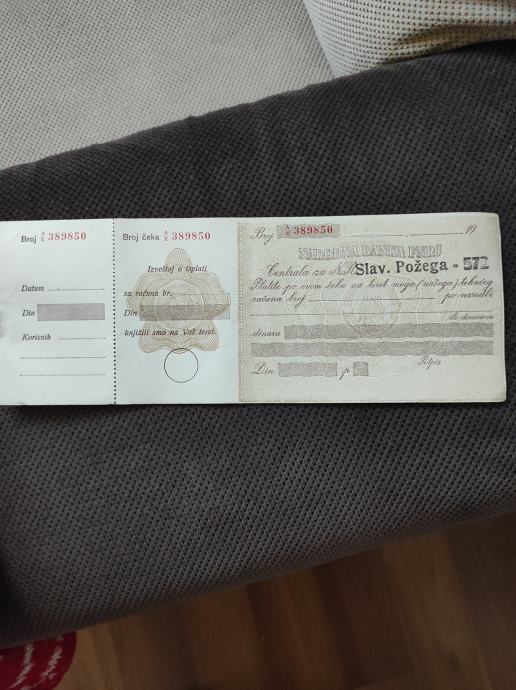 Broj A/E 389850
Datum
Din
Korisnik
Broj čeka A/E 389850
Izveštaj o isplati
sa računa br.
Din
knjižili smo na Vaš teret.
Broj A/E 389850 , 19
NARODNA BANKA FNRJ
Centrala za N.R. Slav. Požega - 572
Platite po ovom čeku na teret moga (našega) tekućeg
računa broj po naredbi
ili donosiocu
dinara
Din p
Potpis